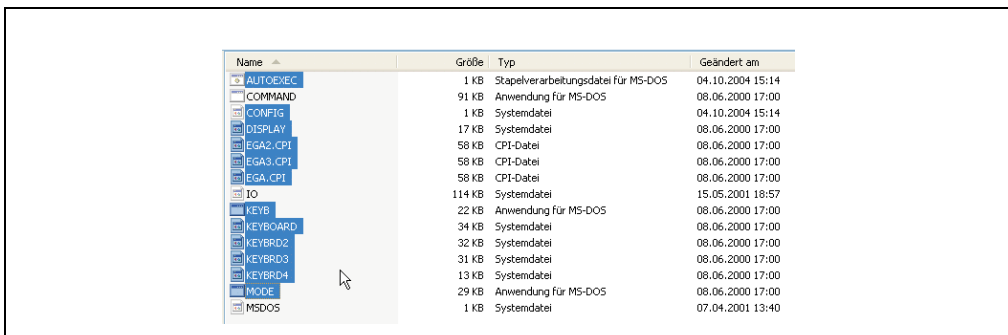 Name Größe Typ Geändert am
AUTOEXEC 1 KB Stapelverarbeitungsdatei für MS-DOS 04.10.2004 15:14
COMMAND 91 KB Anwendung für MS-DOS 08.06.2000 17:00
CONFIG 1 KB Systemdatei 04.10.2004 15:14
DISPLAY 17 KB Systemdatei 08.06.2000 17:00
EGA2.CPI 58 KB CPI-Datei 08.06.2000 17:00
EGA3.CPI 58 KB CPI-Datei 08.06.2000 17:00
EGA.CPI 58 KB CPI-Datei 08.06.2000 17:00
IO 114 KB Systemdatei 15.05.2001 18:57
KEYB 22 KB Anwendung für MS-DOS 08.06.2000 17:00
KEYBOARD 34 KB Systemdatei 08.06.2000 17:00
KEYBRD2 32 KB Systemdatei 08.06.2000 17:00
KEYBRD3 31 KB Systemdatei 08.06.2000 17:00
KEYBRD4 13 KB Systemdatei 08.06.2000 17:00
MODE 29 KB Anwendung für MS-DOS 08.06.2000 17:00
MSDOS 1 KB Systemdatei 07.04.2001 13:40